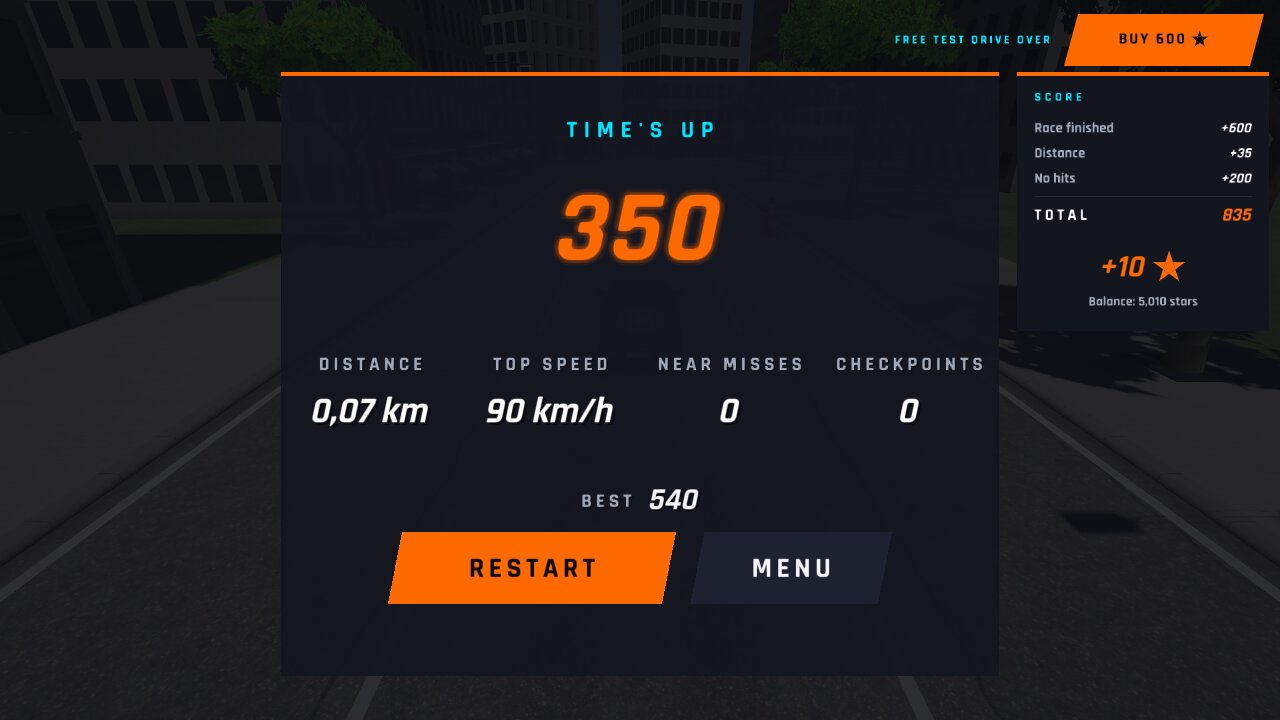 FREE TEST DRIVE OVER
BUY 600 ★
TIME'S UP
350
DISTANCE TOP SPEED NEAR MISSES CHECKPOINTS
0,07 km 90 km/h 0 0
BEST 540
RESTART MENU
SCORE
Race finished +600
Distance +35
No hits +200
TOTAL 835
+10 ★
Balance: 5,010 stars